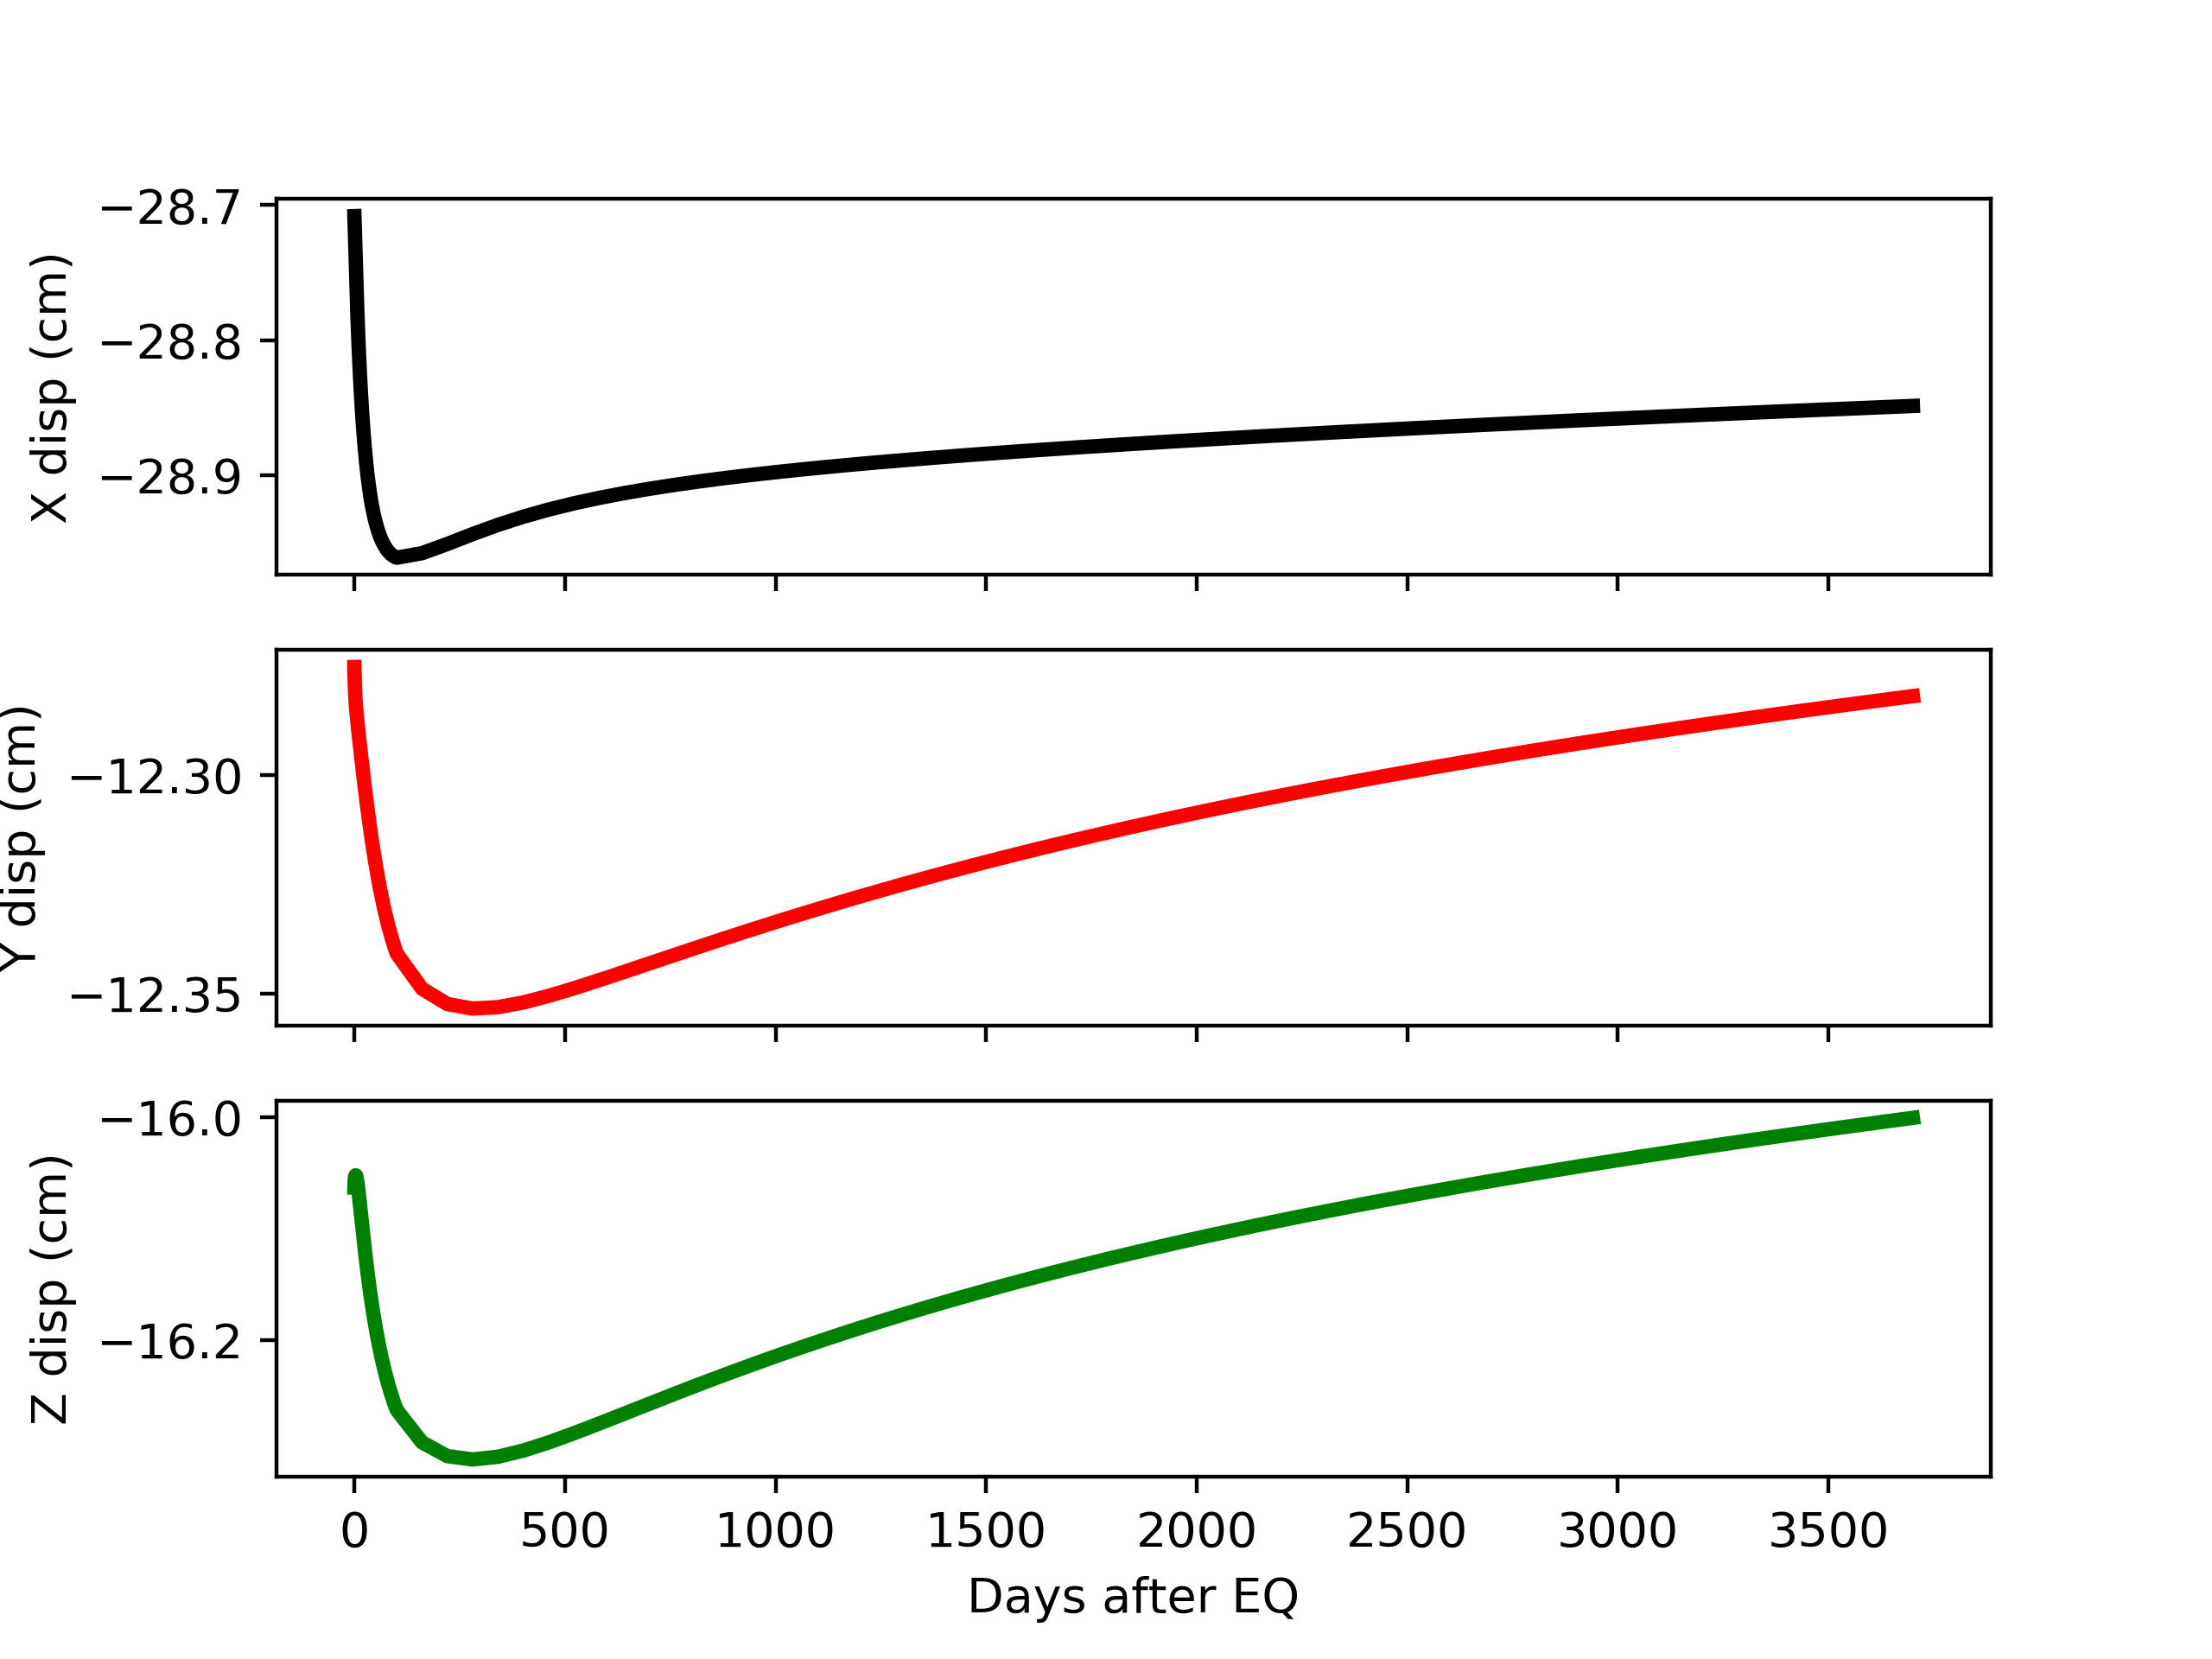 X disp (cm)
−28.7
−28.8
−28.9
Y disp (cm)
−12.30
−12.35
Z disp (cm)
−16.0
−16.2
0 500 1000 1500 2000 2500 3000 3500
Days after EQ